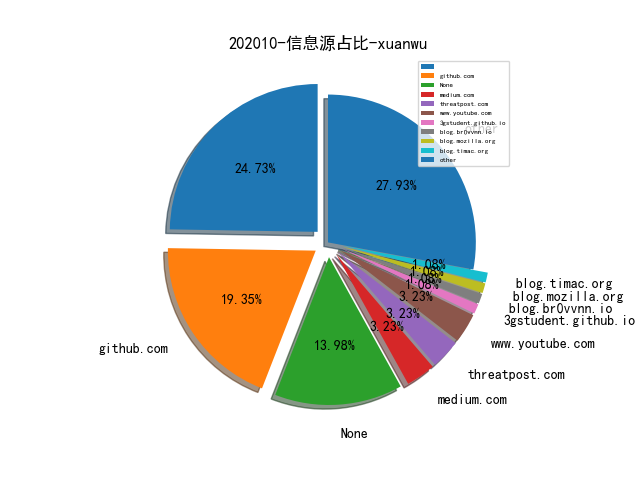 202010-信息源占比-xuanwu
github.com
None
medium.com
threatpost.com
www.youtube.com
3gstudent.github.io
blog.br0vvnn.io
blog.mozilla.org
blog.timac.org
other
other
24.73%
27.93%
19.35%
13.98%
3.23%
3.23%
3.23%
1.08%
1.08%
1.08%
1.08%
blog.timac.org
blog.mozilla.org
blog.br0vvnn.io
3gstudent.github.io
www.youtube.com
github.com
threatpost.com
medium.com
None